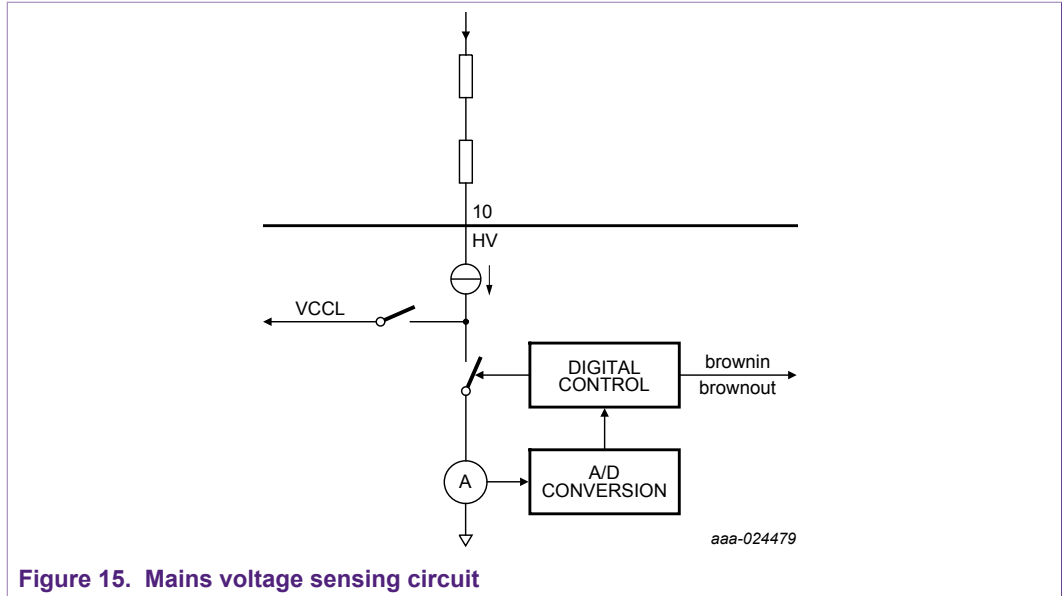 10
HV
VCCL
DIGITAL
CONTROL
brownin
brownout
A
A/D
CONVERSION
aaa-024479
Figure 15. Mains voltage sensing circuit